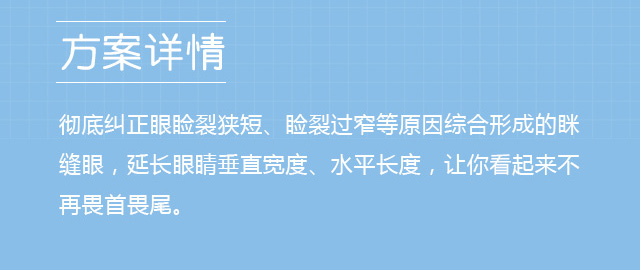 方案详情
彻底纠正眼睑裂狭短、睑裂过窄等原因综合形成的眯
缝眼，延长眼睛垂直宽度、水平长度，让你看起来不
再畏首畏尾。